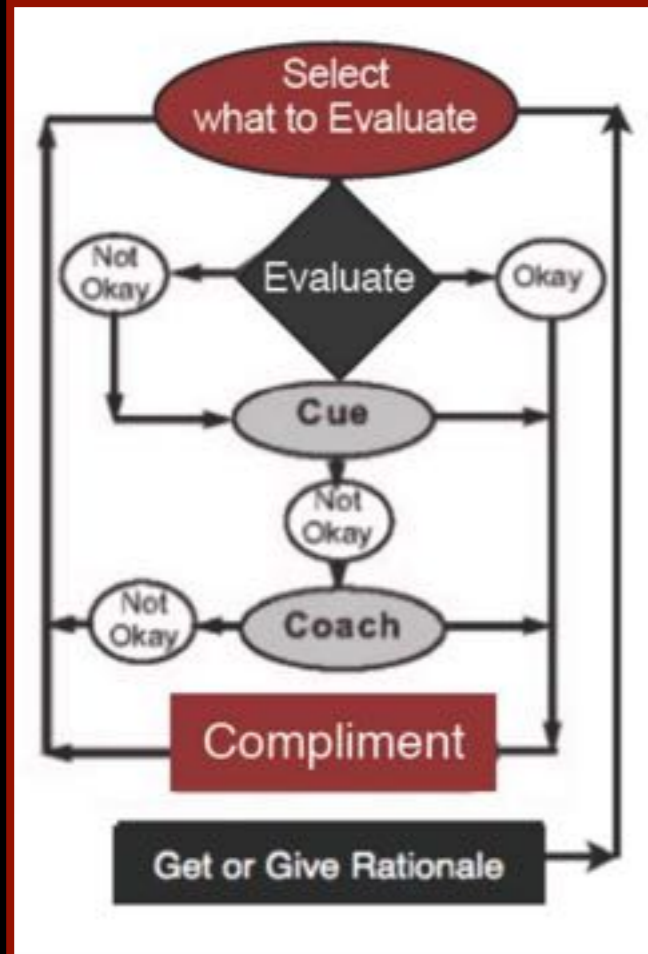 Select
what to Evaluate
Not
Okay
Evaluate
Okay
Cue
Not
Okay
Not
Okay
Coach
Compliment
Get or Give Rationale